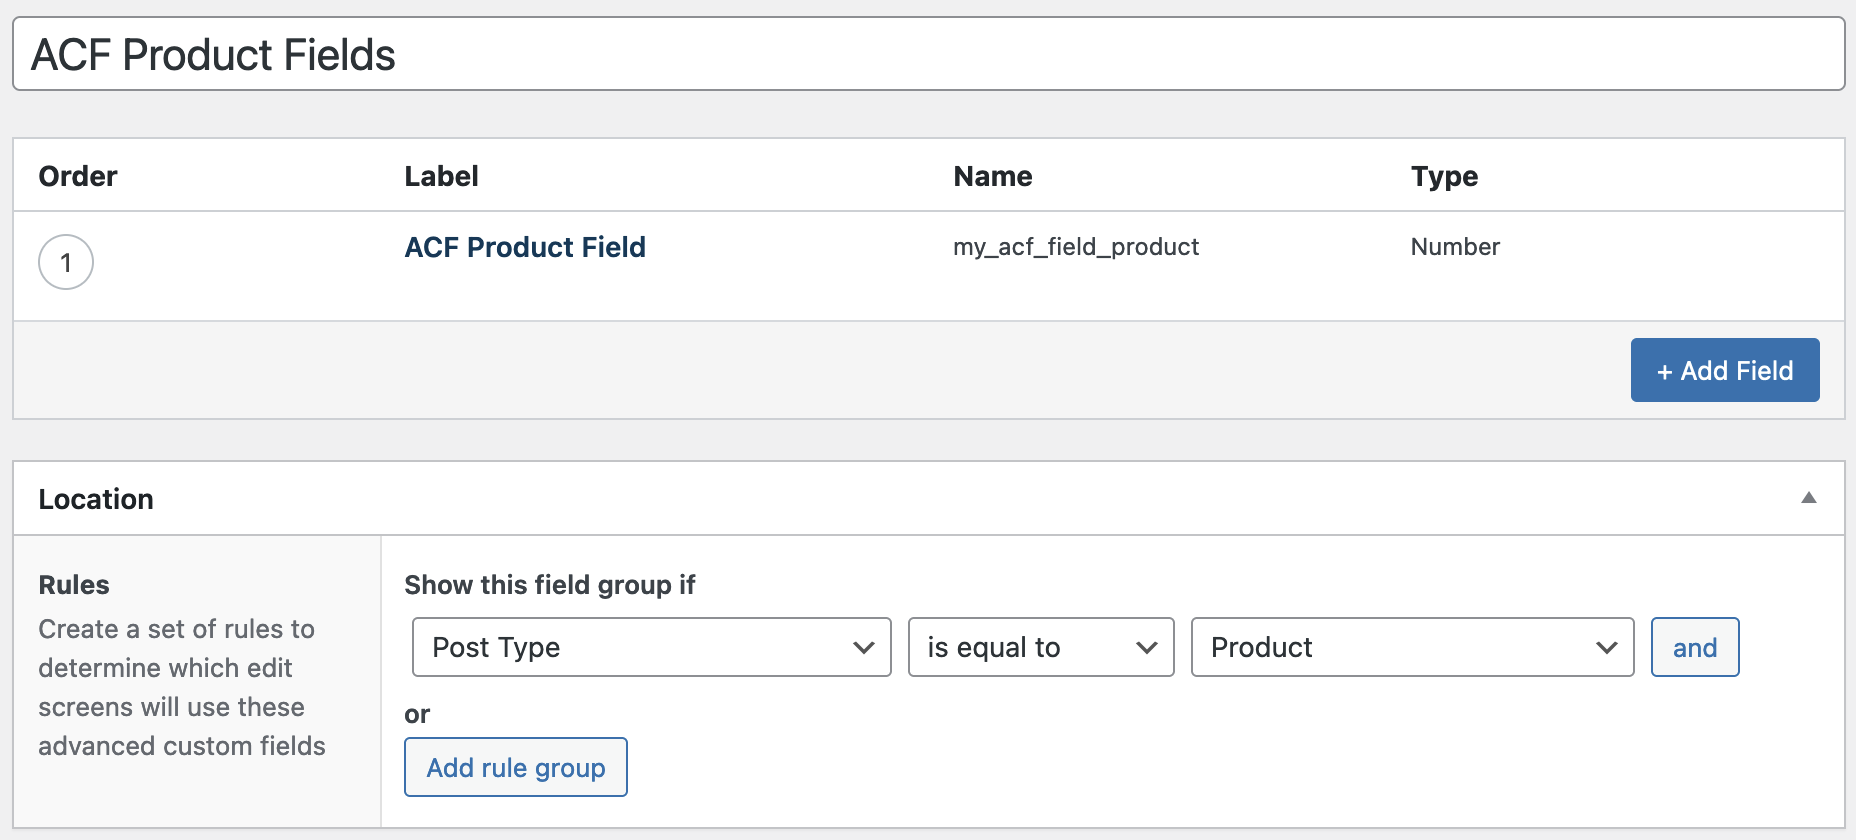 ACF Product Fields
Order Label Name Type
1 ACF Product Field my_acf_field_product Number
+ Add Field
Location
Rules
Create a set of rules to
determine which edit
screens will use these
advanced custom fields
Show this field group if
Post Type is equal to Product and
or
Add rule group